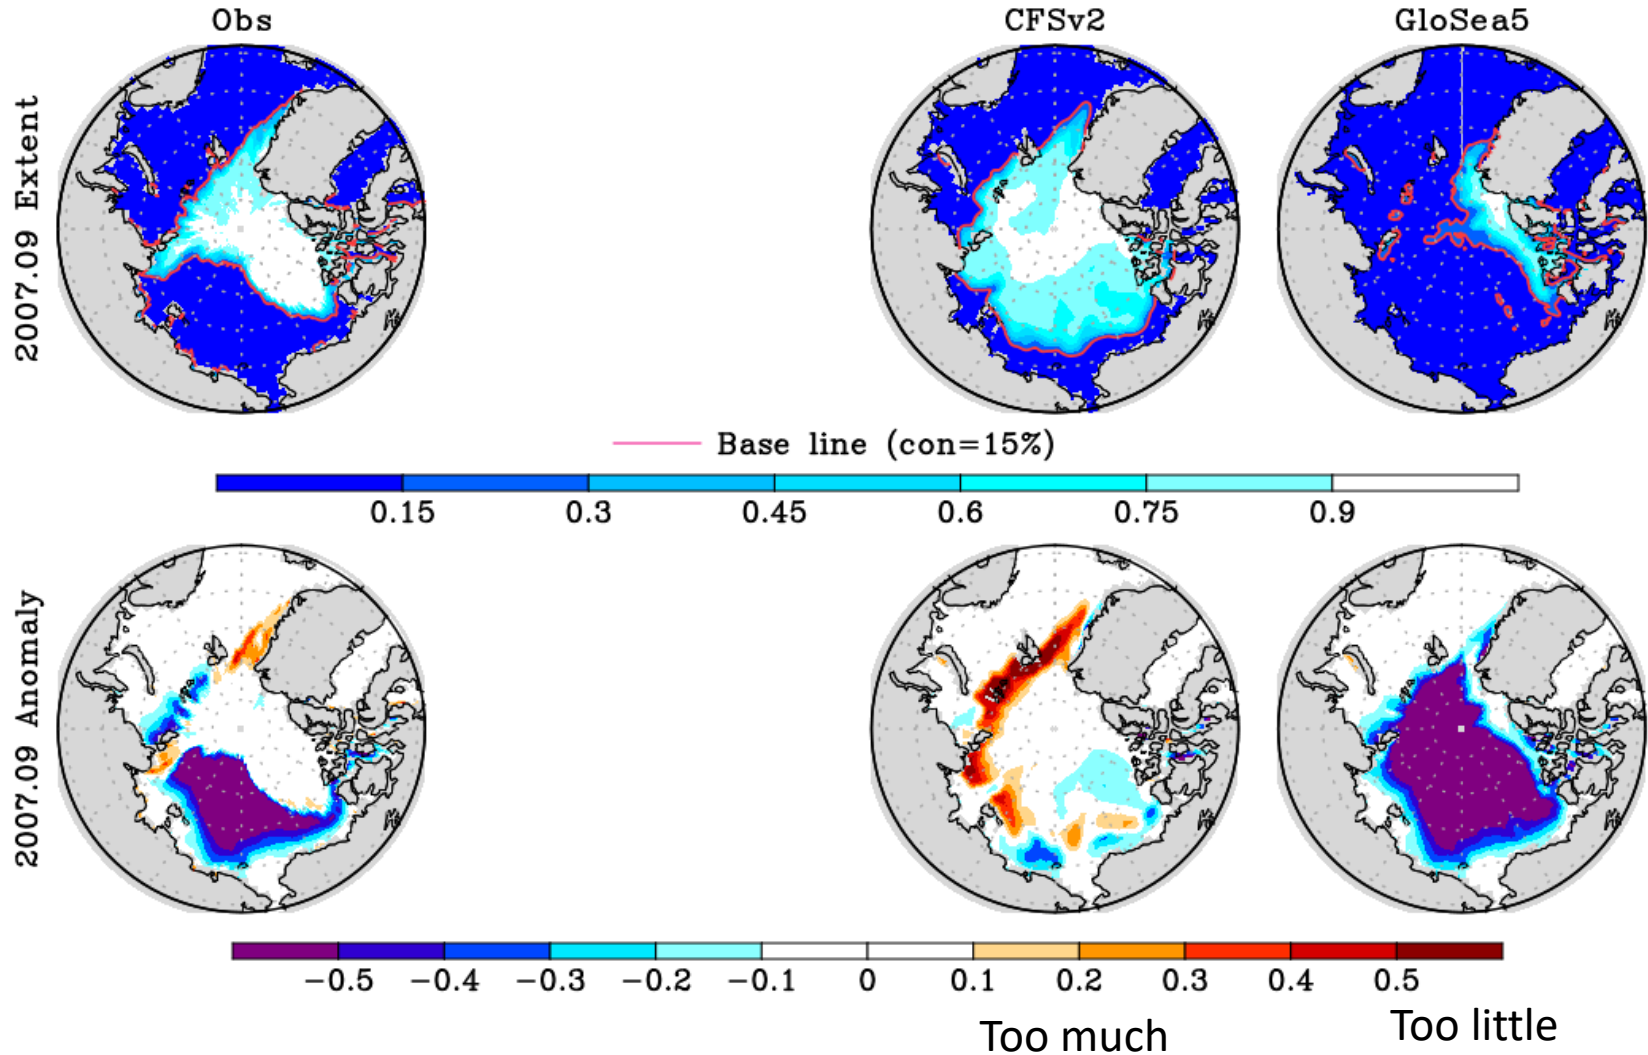 Obs
CFSv2
GloSea5
2007.09 Extent
Base line (con=15%)
0.15 0.3 0.45 0.6 0.75 0.9
2007.09 Anomaly
−0.5 −0.4 −0.3 −0.2 −0.1 0 0.1 0.2 0.3 0.4 0.5
Too much
Too little